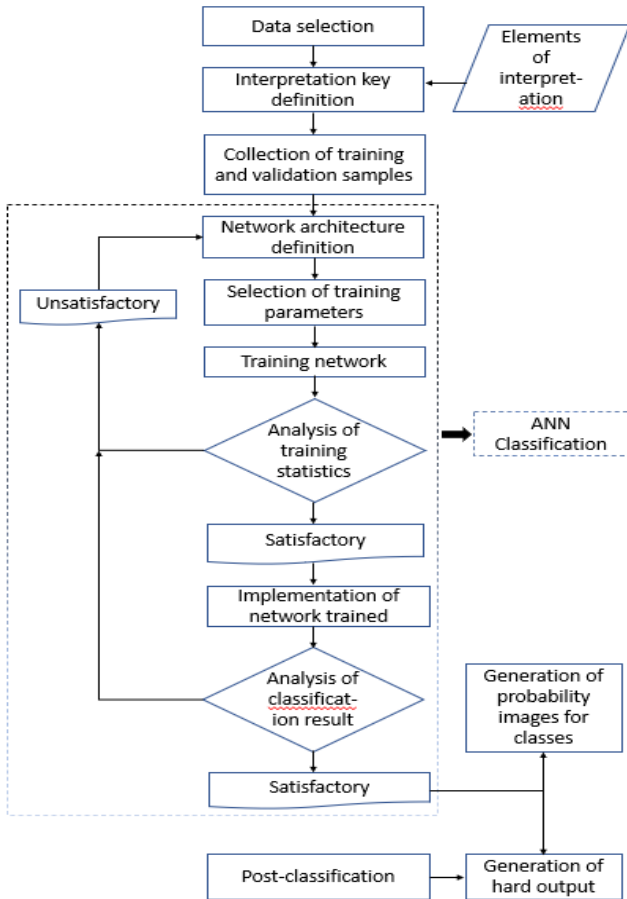 Data selection
Elements
of
interpret-
ation
Interpretation key
definition
Collection of training
and validation samples
Network architecture
definition
Unsatisfactory
Selection of training
parameters
Training network
Analysis of
training
statistics
ANN
Classification
Satisfactory
Implementation of
network trained
Analysis of
classificat-
ion result
Generation of
probability
images for
classes
Satisfactory
Post-classification
Generation of
hard output